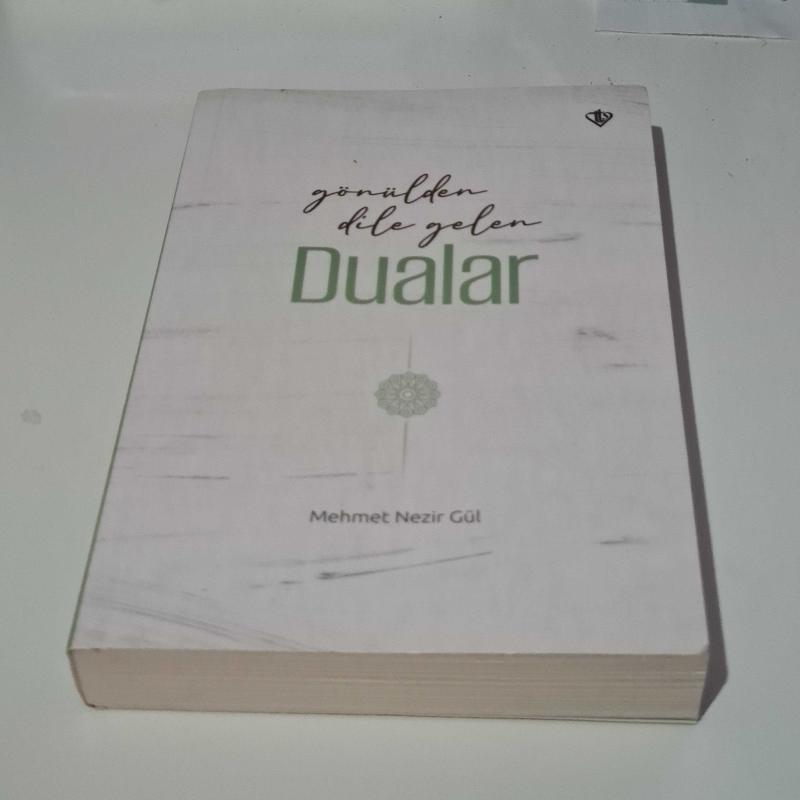 gönülden
dile gelen
Dualar
Mehmet Nezir Gül